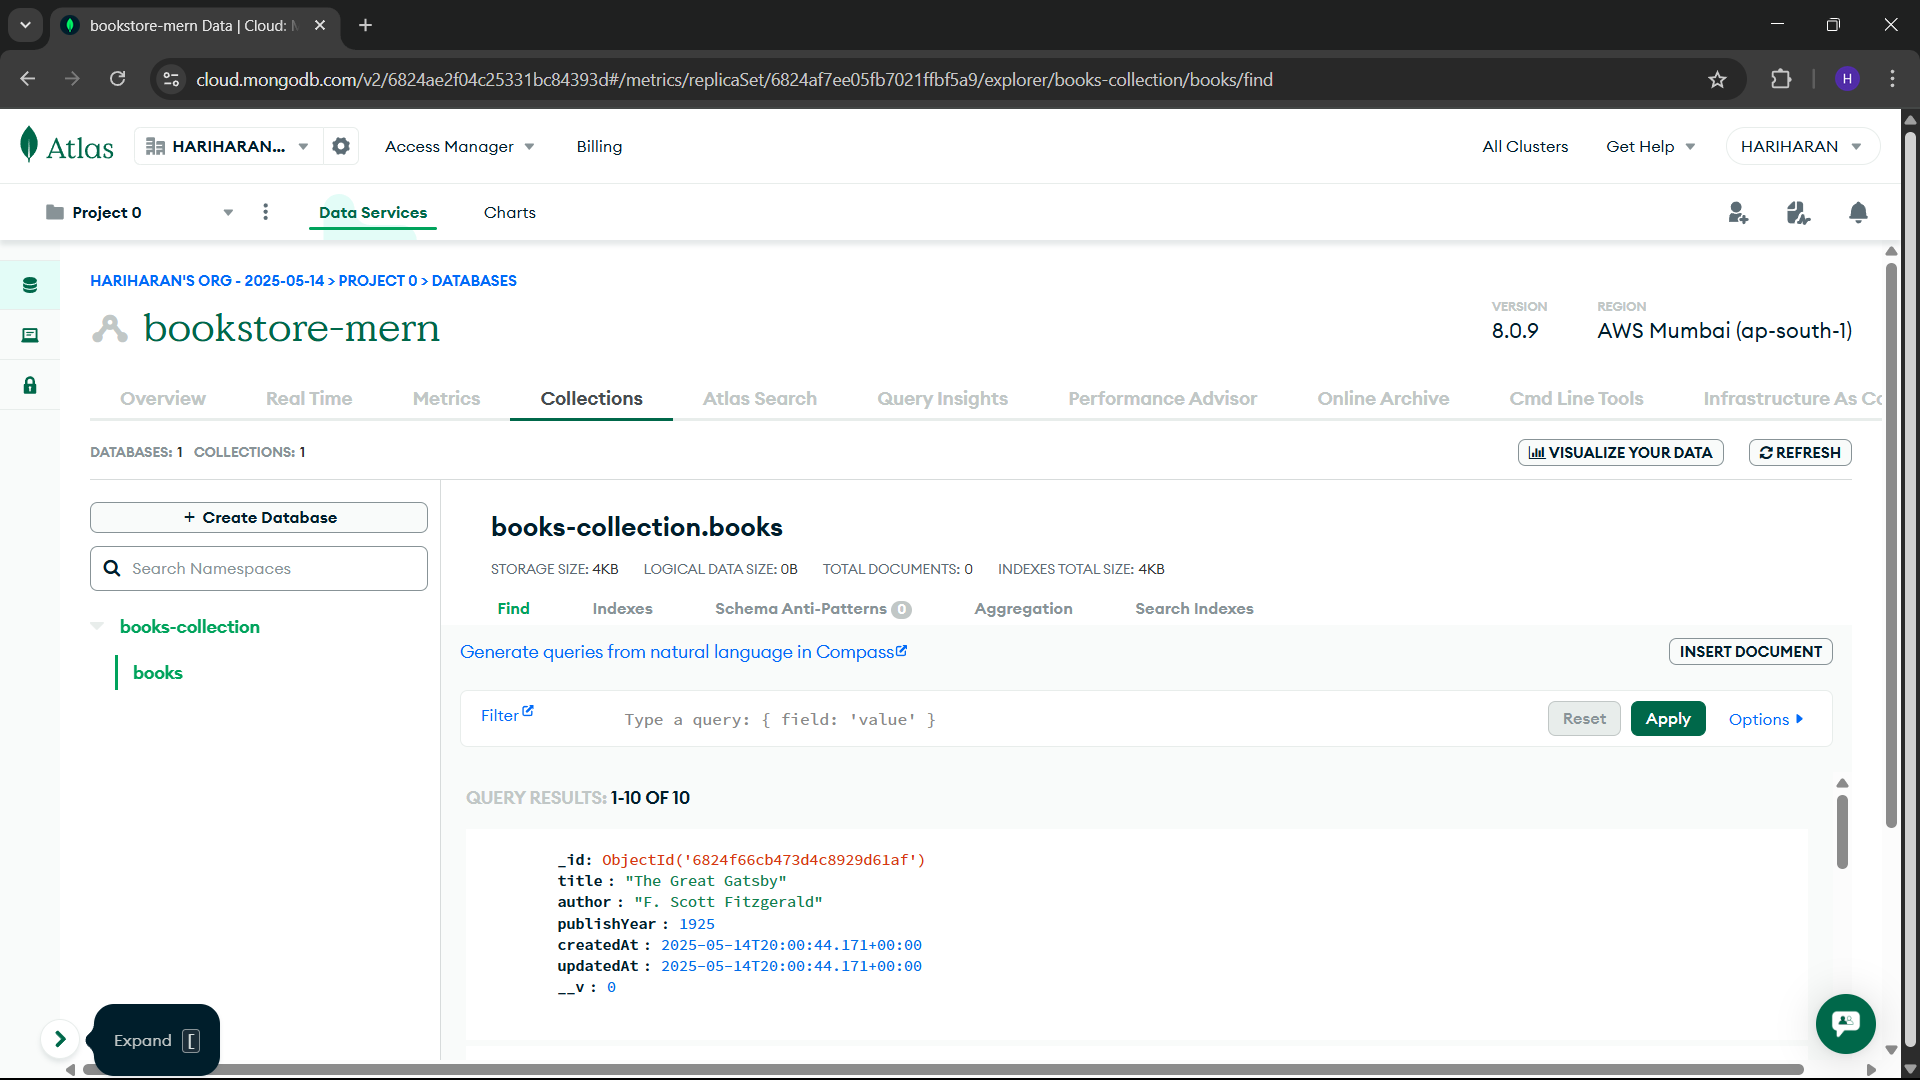 bookstore-mern Data | Cloud:
cloud.mongodb.com/v2/6824ae2f04c25331bc84393d#/metrics/replicaSet/6824af7ee05fb7021ffbf5a9/explorer/books-collection/books/find
H
Atlas
HARIHARAN...
Access Manager
Billing
All Clusters
Get Help
HARIHARAN
Project 0
Data Services
Charts
HARIHARAN'S ORG - 2025-05-14 > PROJECT 0 > DATABASES
bookstore-mern
VERSION
8.0.9
REGION
AWS Mumbai (ap-south-1)
Overview
Real Time
Metrics
Collections
Atlas Search
Query Insights
Performance Advisor
Online Archive
Cmd Line Tools
Infrastructure As Co
DATABASES: 1 COLLECTIONS: 1
VISUALIZE YOUR DATA
REFRESH
+ Create Database
Search Namespaces
books-collection
books
books-collection.books
STORAGE SIZE: 4KB LOGICAL DATA SIZE: 0B TOTAL DOCUMENTS: 0 INDEXES TOTAL SIZE: 4KB
Find
Indexes
Schema Anti-Patterns 0
Aggregation
Search Indexes
Generate queries from natural language in Compass
INSERT DOCUMENT
Filter
Type a query: { field: 'value' }
Reset
Apply
Options
QUERY RESULTS: 1-10 OF 10
_id: ObjectId('6824f66cb473d4c8929d61af')
title : "The Great Gatsby"
author : "F. Scott Fitzgerald"
publishYear : 1925
createdAt : 2025-05-14T20:00:44.171+00:00
updatedAt : 2025-05-14T20:00:44.171+00:00
__v : 0
Expand [